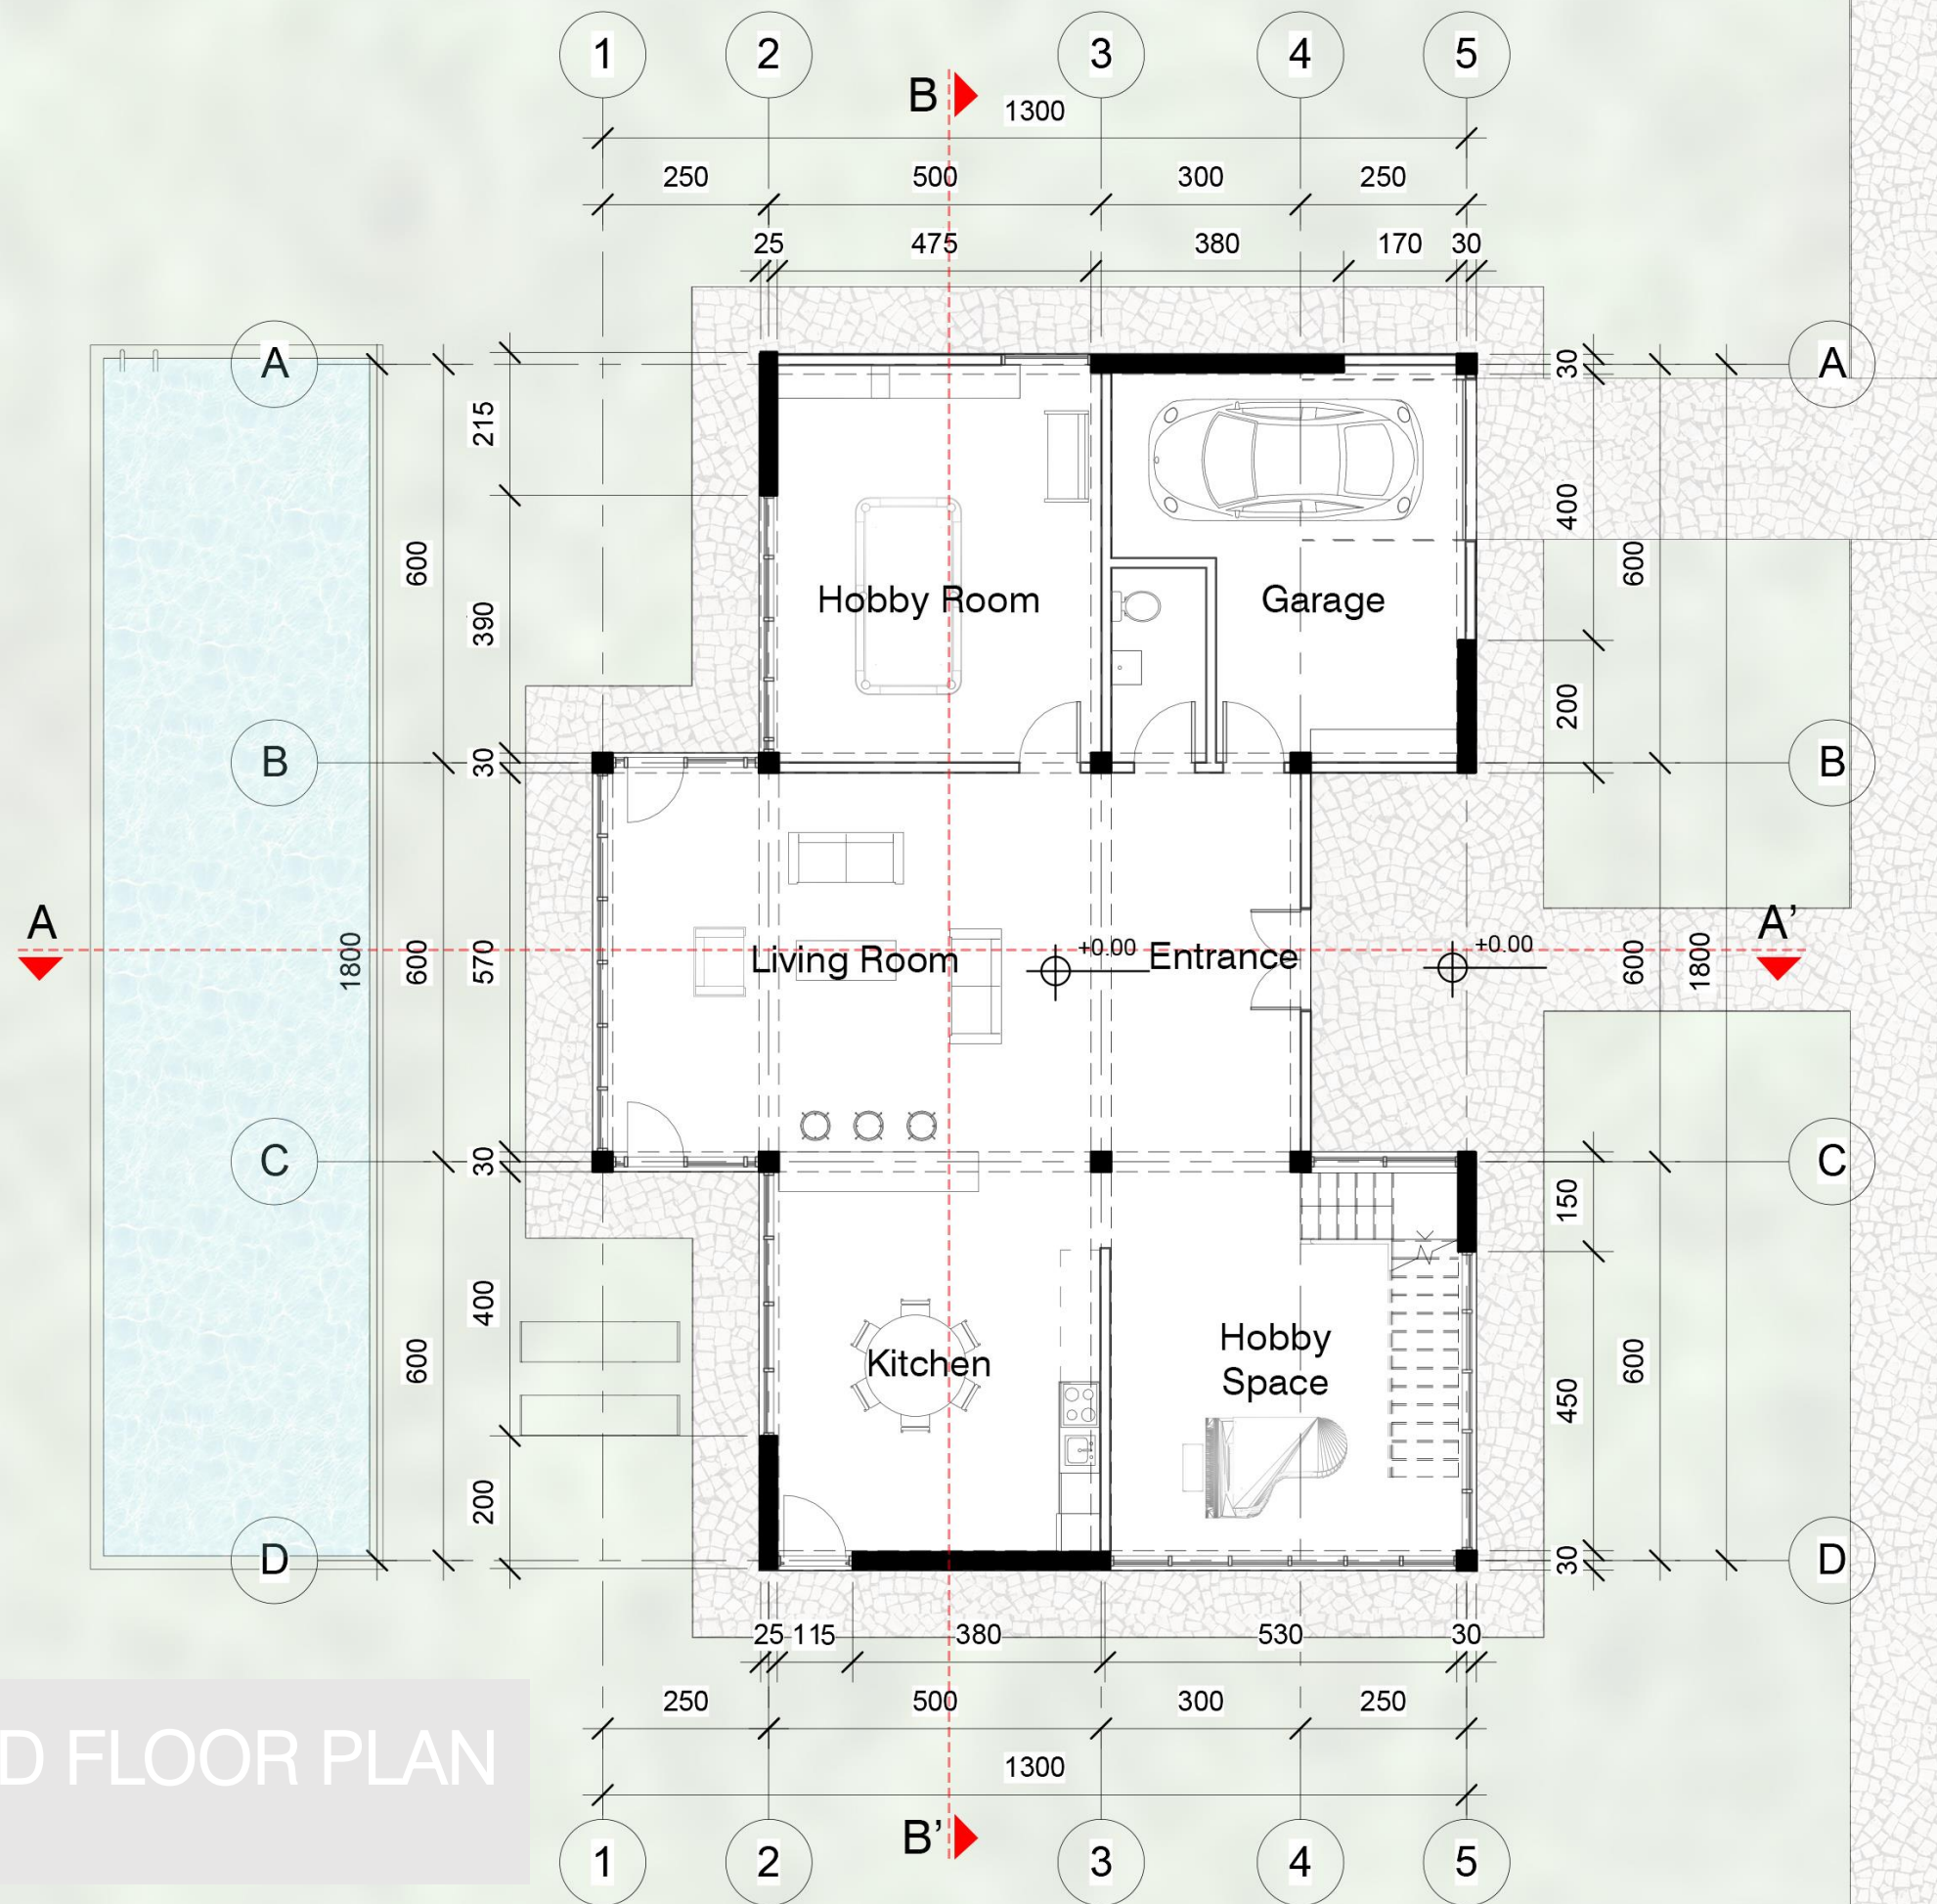 1 2 3 4 5
B
1300
250 500 300 250
25 475 380 170 30
A 30 A
215
400
600 600
390 Hobby Room Garage
200
B 30 B
A A'
1800 600 570 Living Room +0.00 Entrance +0.00 600 1800
C 30 C
150
400 Hobby
600 Kitchen Space 450 600
200
D 30 D
25 115 380 530 30
250 500 300 250
D FLOOR PLAN
1300
B'
1 2 3 4 5